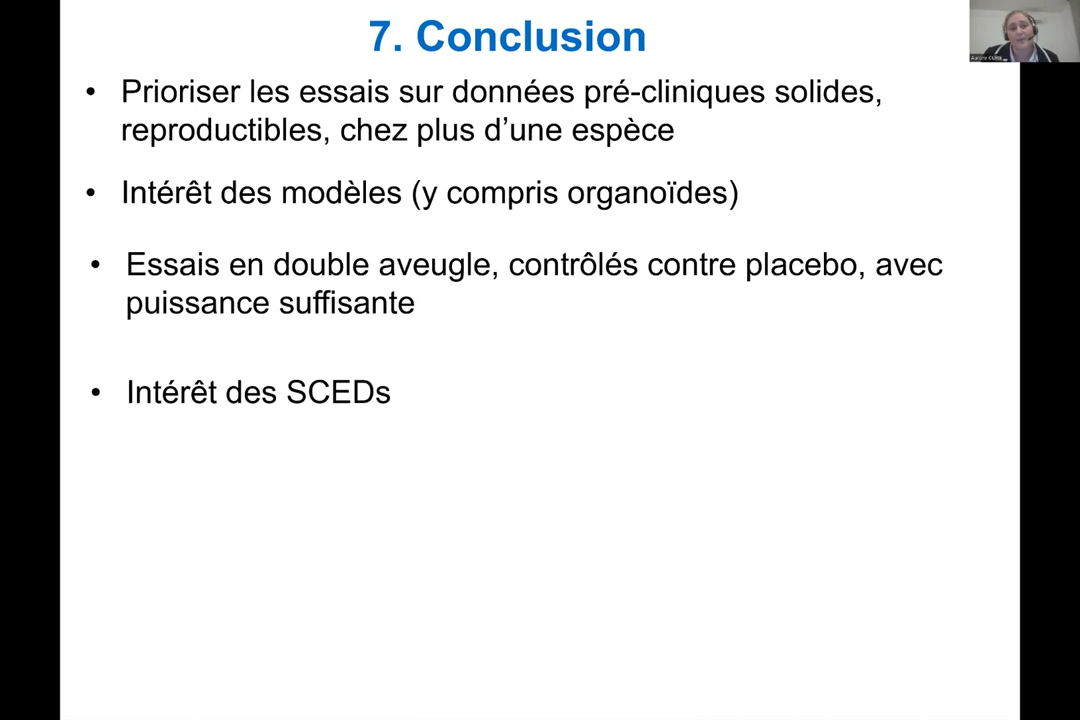 7. Conclusion
• Prioriser les essais sur données pré-cliniques solides,
reproductibles, chez plus d’une espèce
• Intérêt des modèles (y compris organoïdes)
• Essais en double aveugle, contrôlés contre placebo, avec
puissance suffisante
• Intérêt des SCEDs